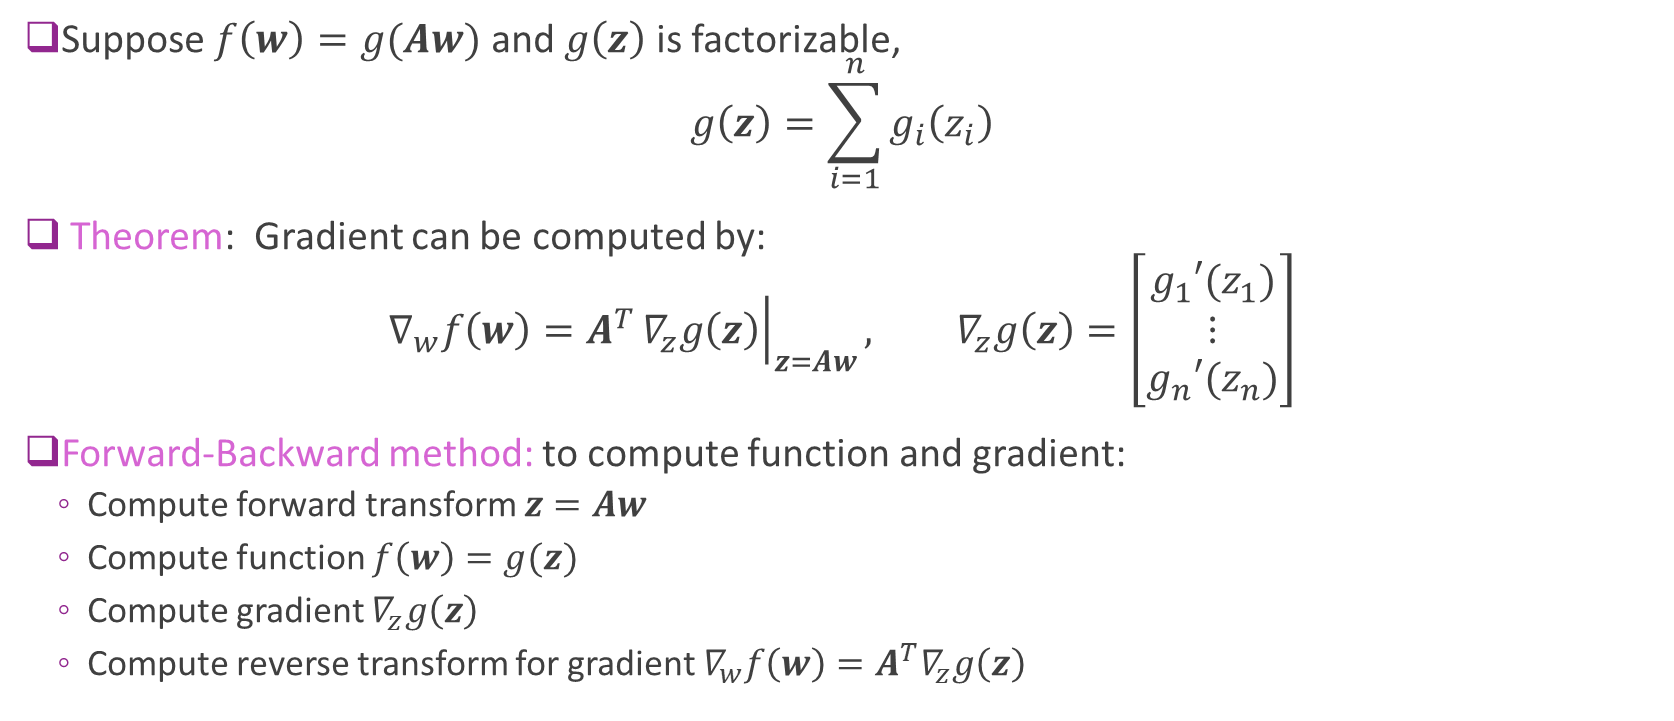 ❑Suppose f(w) = g(Aw) and g(z) is factorizable,
g(z) = ∑_{i=1}^{n} g_i(z_i)
❑ Theorem: Gradient can be computed by:
∇_w f(w) = A^T ∇_z g(z)|_{z=Aw}, ∇_z g(z) = [g_1′(z_1) ⋮ g_n′(z_n)]
❑Forward-Backward method: to compute function and gradient:
◦ Compute forward transform z = Aw
◦ Compute function f(w) = g(z)
◦ Compute gradient ∇_z g(z)
◦ Compute reverse transform for gradient ∇_w f(w) = A^T ∇_z g(z)